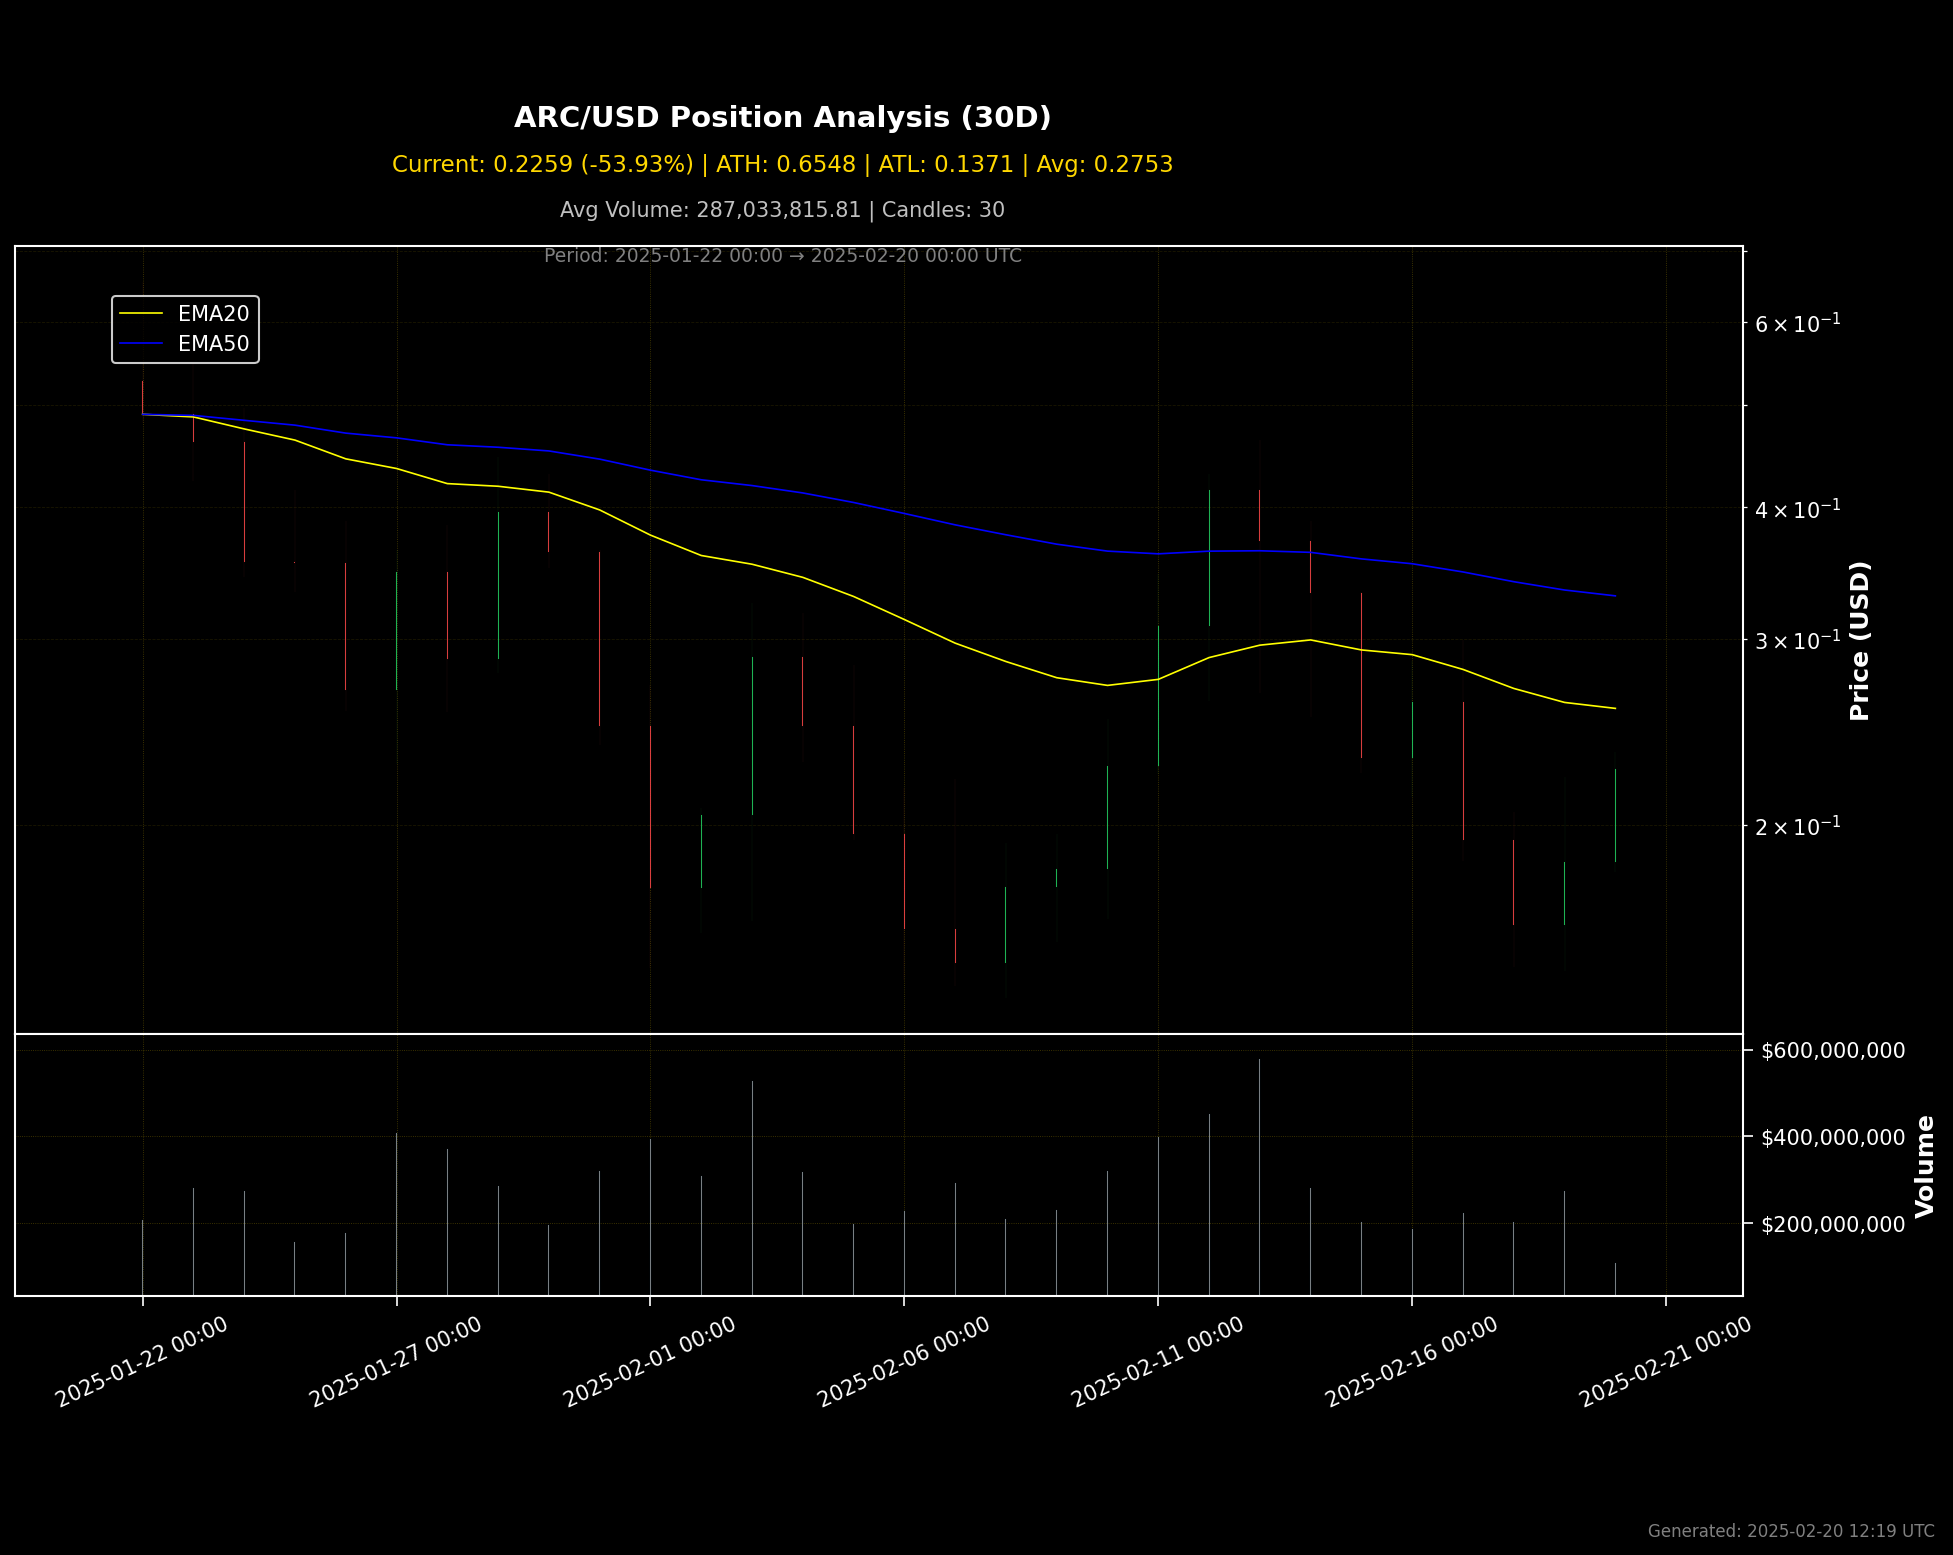 ARC/USD Position Analysis (30D)
Current: 0.2259 (-53.93%) | ATH: 0.6548 | ATL: 0.1371 | Avg: 0.2753
Avg Volume: 287,033,815.81 | Candles: 30
Period: 2025-01-22 00:00 → 2025-02-20 00:00 UTC
EMA20
EMA50
6 × 10⁻¹
4 × 10⁻¹
3 × 10⁻¹
2 × 10⁻¹
Price (USD)
$600,000,000
$400,000,000
$200,000,000
Volume
2025-01-22 00:00
2025-01-27 00:00
2025-02-01 00:00
2025-02-06 00:00
2025-02-11 00:00
2025-02-16 00:00
2025-02-21 00:00
Generated: 2025-02-20 12:19 UTC